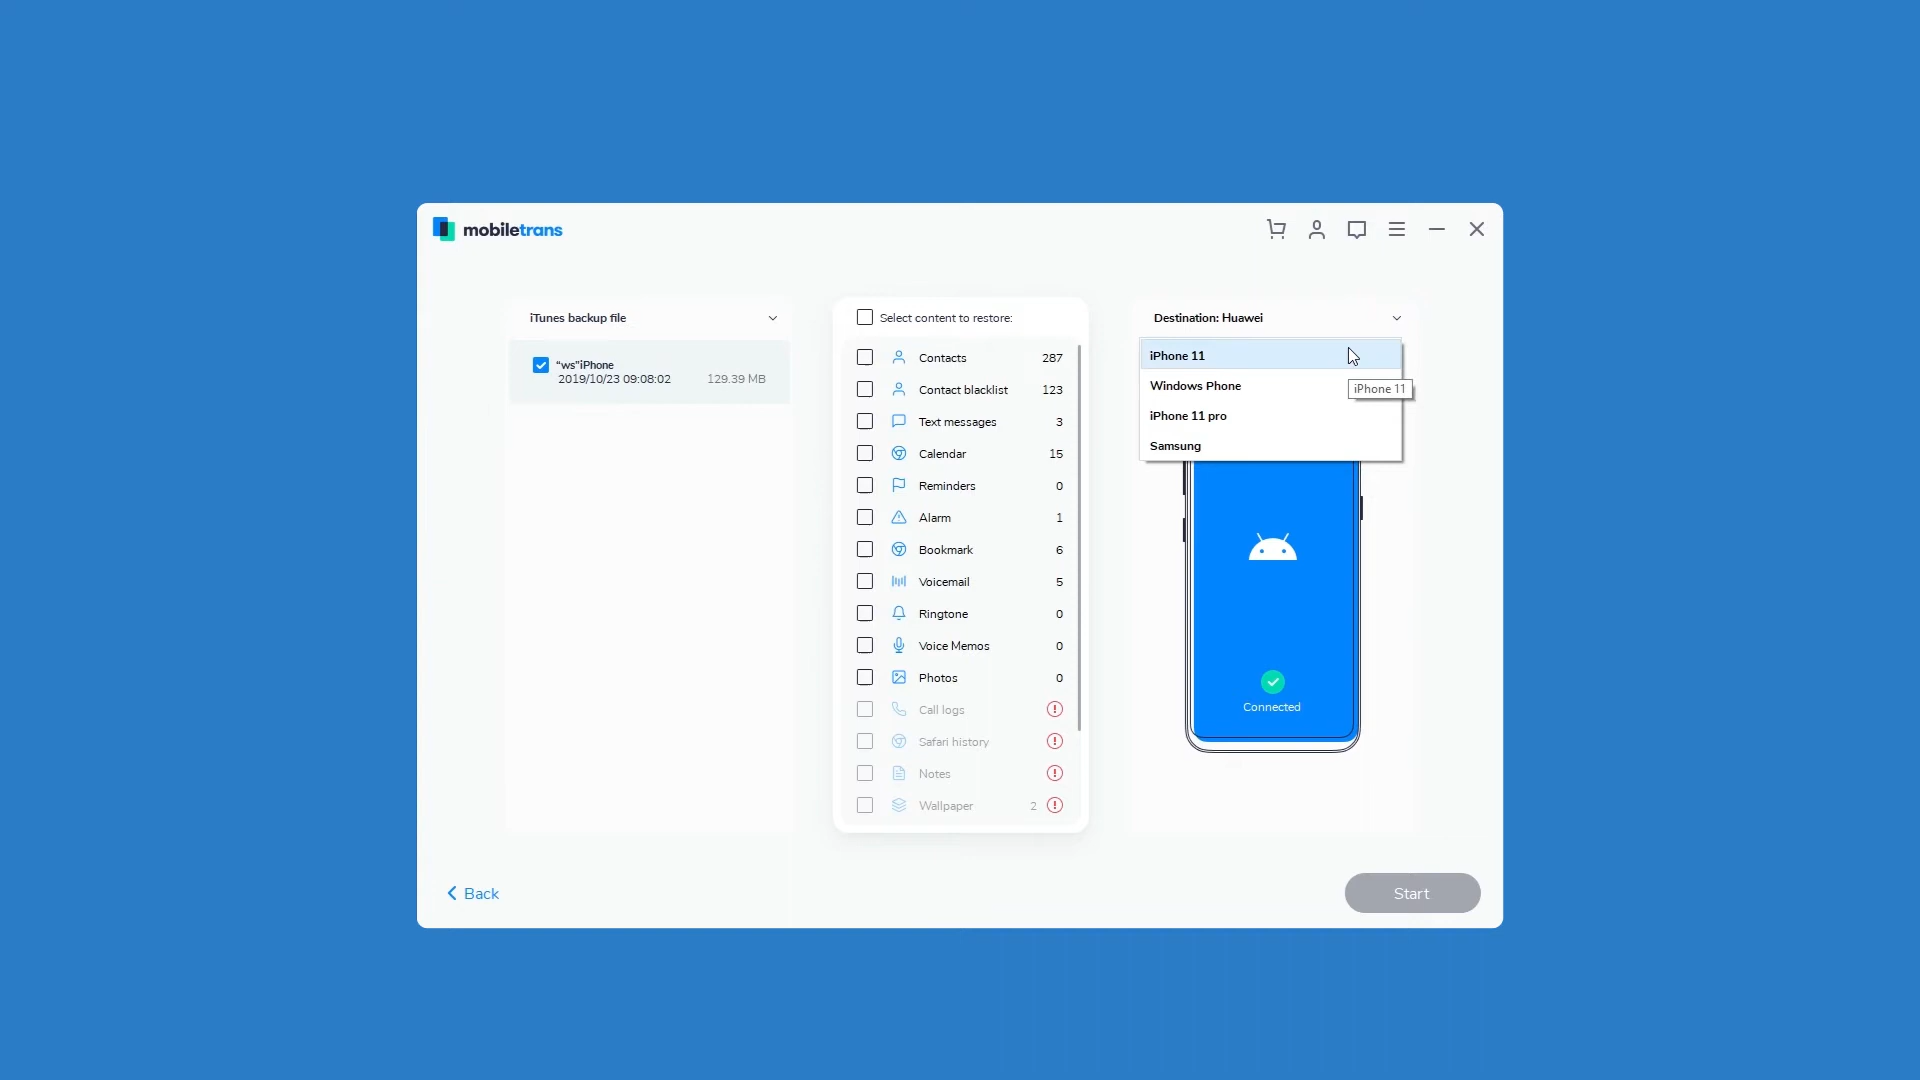 mobiletrans
iTunes backup file
“ws"iPhone
2019/10/23 09:08:02 129.39 MB
Select content to restore:
Contacts 287
Contact blacklist 123
Text messages 3
Calendar 15
Reminders 0
Alarm 1
Bookmark 6
Voicemail 5
Ringtone 0
Voice Memos 0
Photos 0
Call logs
Safari history
Notes
Wallpaper 2
Destination: Huawei
iPhone 11
Windows Phone
iPhone 11
iPhone 11 pro
Samsung
Connected
Back
Start